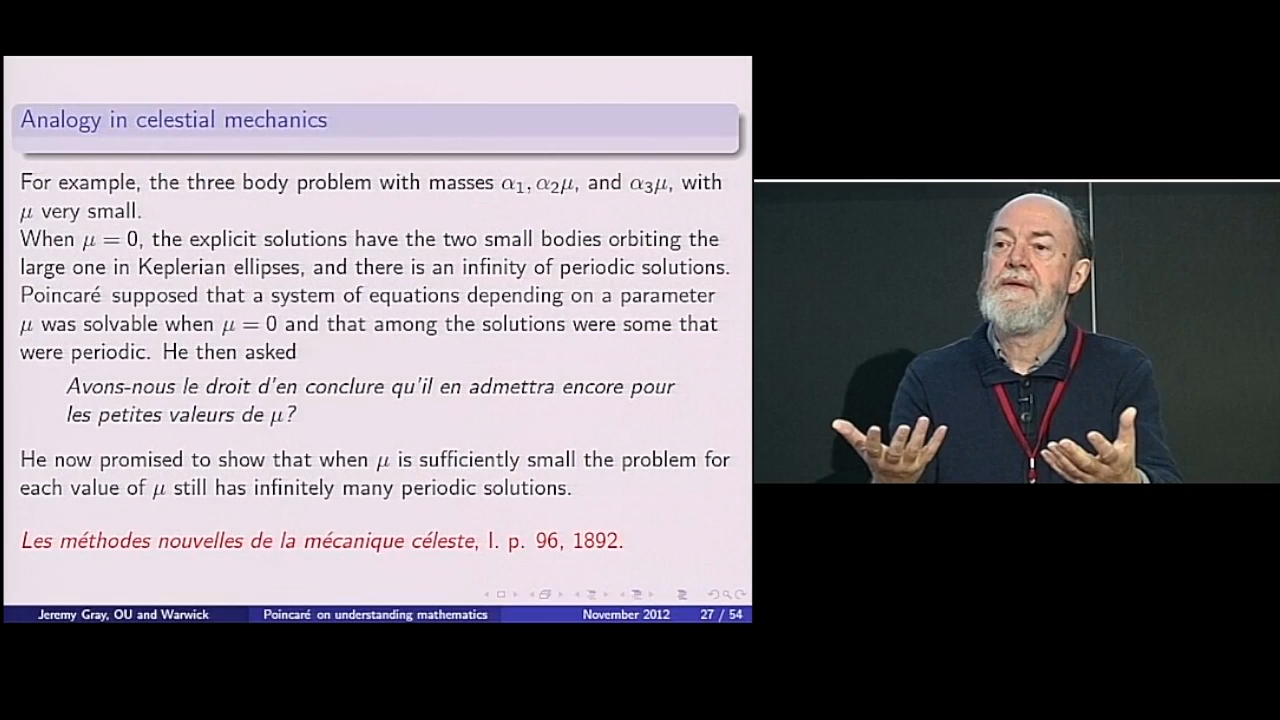 Analogy in celestial mechanics
For example, the three body problem with masses α₁, α₂μ, and α₃μ, with
μ very small.
When μ = 0, the explicit solutions have the two small bodies orbiting the
large one in Keplerian ellipses, and there is an infinity of periodic solutions.
Poincaré supposed that a system of equations depending on a parameter
μ was solvable when μ = 0 and that among the solutions were some that
were periodic. He then asked
Avons-nous le droit d'en conclure qu'il en admettra encore pour
les petites valeurs de μ?
He now promised to show that when μ is sufficiently small the problem for
each value of μ still has infinitely many periodic solutions.
Les méthodes nouvelles de la mécanique céleste, I. p. 96, 1892.
Jeremy Gray, OU and Warwick Poincaré on understanding mathematics November 2012 27 / 54